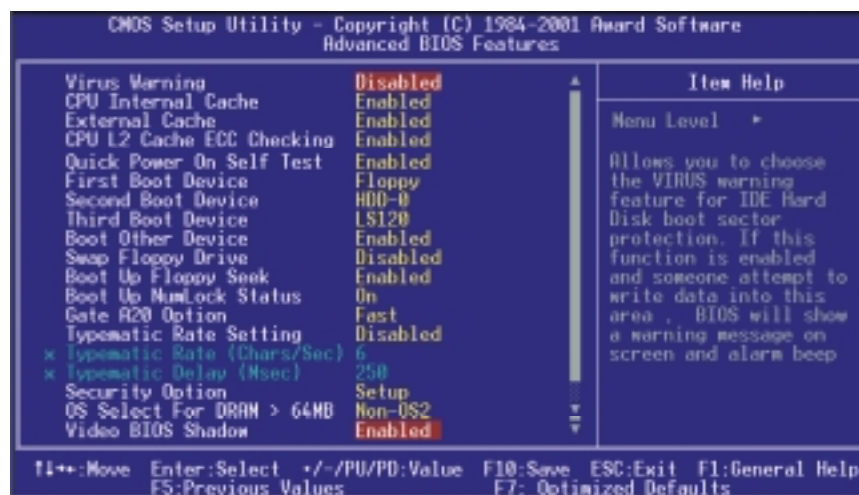 CMOS Setup Utility - Copyright (C) 1984-2001 Award Software
Advanced BIOS Features
Virus Warning Disabled
CPU Internal Cache Enabled
External Cache Enabled
CPU L2 Cache ECC Checking Enabled
Quick Power On Self Test Enabled
First Boot Device Floppy
Second Boot Device HDD-0
Third Boot Device LS120
Boot Other Device Enabled
Swap Floppy Drive Disabled
Boot Up Floppy Seek Enabled
Boot Up NumLock Status On
Gate A20 Option Fast
Typematic Rate Setting Disabled
x Typematic Rate (Chars/Sec) 6
x Typematic Delay (Msec) 250
Security Option Setup
OS Select For DRAM > 64MB Non-OS2
Video BIOS Shadow Enabled
Item Help
Menu Level ▸
Allows you to choose
the VIRUS warning
feature for IDE Hard
Disk boot sector
protection. If this
function is enabled
and someone attempt to
write data into this
area , BIOS will show
a warning message on
screen and alarm beep
↑↓→←:Move Enter:Select +/-/PU/PD:Value F10:Save ESC:Exit F1:General Help
F5:Previous Values F7: Optimized Defaults